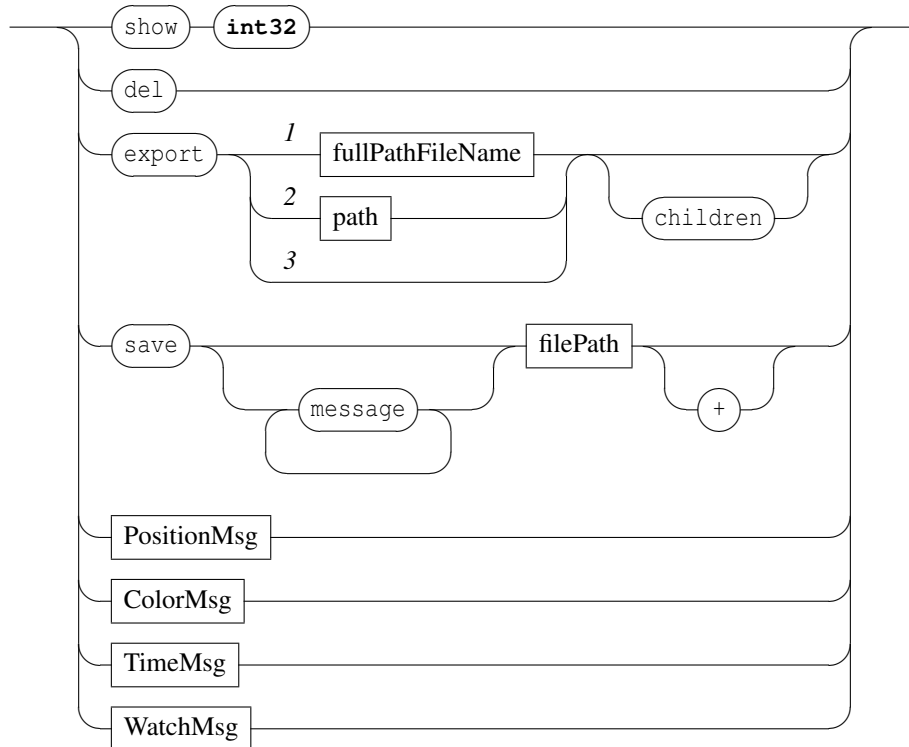 show int32
del
1
export fullPathFileName
2
path children
3
save filePath
message +
PositionMsg
ColorMsg
TimeMsg
WatchMsg